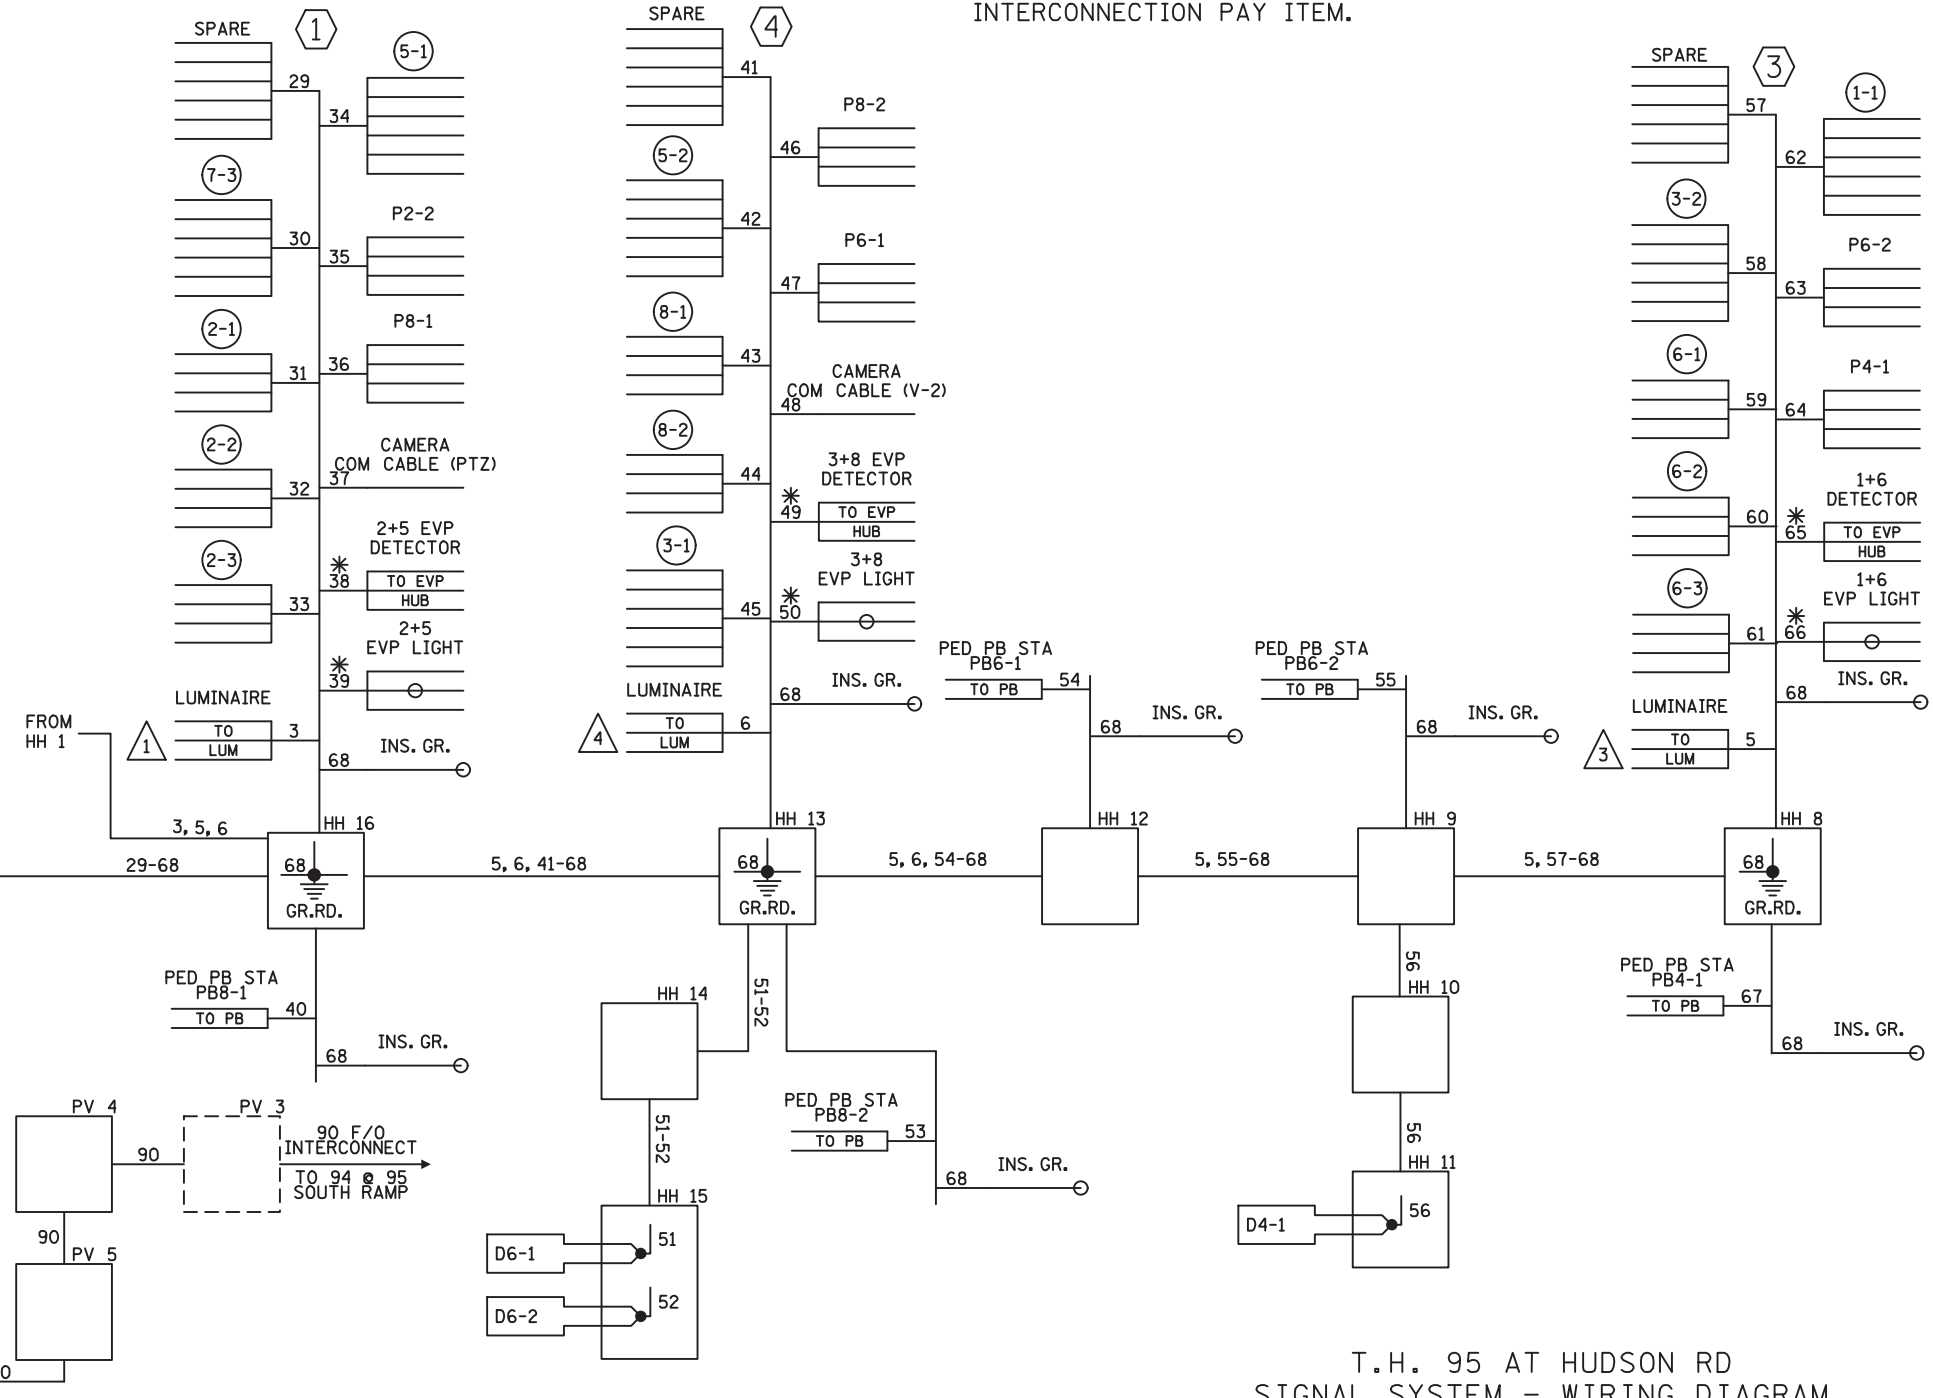 INTERCONNECTION PAY ITEM.
SPARE
1
29
5-1
34
7-3
30
P2-2
35
2-1
31
P8-1
36
2-2
32
CAMERA
COM CABLE (PTZ)
37
2-3
33
2+5 EVP
DETECTOR
*
38
TO EVP
HUB
2+5
EVP LIGHT
*
39
LUMINAIRE
1
TO
LUM
3
68
INS. GR.
FROM
HH 1
3, 5, 6
29-68
HH 16
68
GR.RD.
PED PB STA
PB8-1
TO PB
40
68
INS. GR.
5, 6, 41-68
SPARE
4
41
P8-2
46
5-2
42
P6-1
47
8-1
43
CAMERA
COM CABLE (V-2)
48
8-2
44
3+8 EVP
DETECTOR
*
49
TO EVP
HUB
3-1
45
3+8
EVP LIGHT
*
50
LUMINAIRE
4
TO
LUM
6
68
INS. GR.
HH 13
68
GR.RD.
51-52
HH 14
51-52
HH 15
D6-1
51
D6-2
52
PED PB STA
PB8-2
TO PB
53
68
INS. GR.
5, 6, 54-68
PED PB STA
PB6-1
TO PB
54
68
INS. GR.
HH 12
5, 55-68
PED PB STA
PB6-2
TO PB
55
68
INS. GR.
HH 9
56
HH 10
56
HH 11
D4-1
56
5, 57-68
SPARE
3
57
1-1
62
3-2
58
P6-2
63
6-1
59
P4-1
64
6-2
60
1+6
DETECTOR
*
65
TO EVP
HUB
6-3
61
1+6
EVP LIGHT
*
66
LUMINAIRE
3
TO
LUM
5
68
INS. GR.
HH 8
68
GR.RD.
PED PB STA
PB4-1
TO PB
67
68
INS. GR.
PV 4
90
PV 3
90 F/O
INTERCONNECT
TO 94 @ 95
SOUTH RAMP
90
PV 5
0
T.H. 95 AT HUDSON RD
SIGNAL SYSTEM - WIRING DIAGRAM